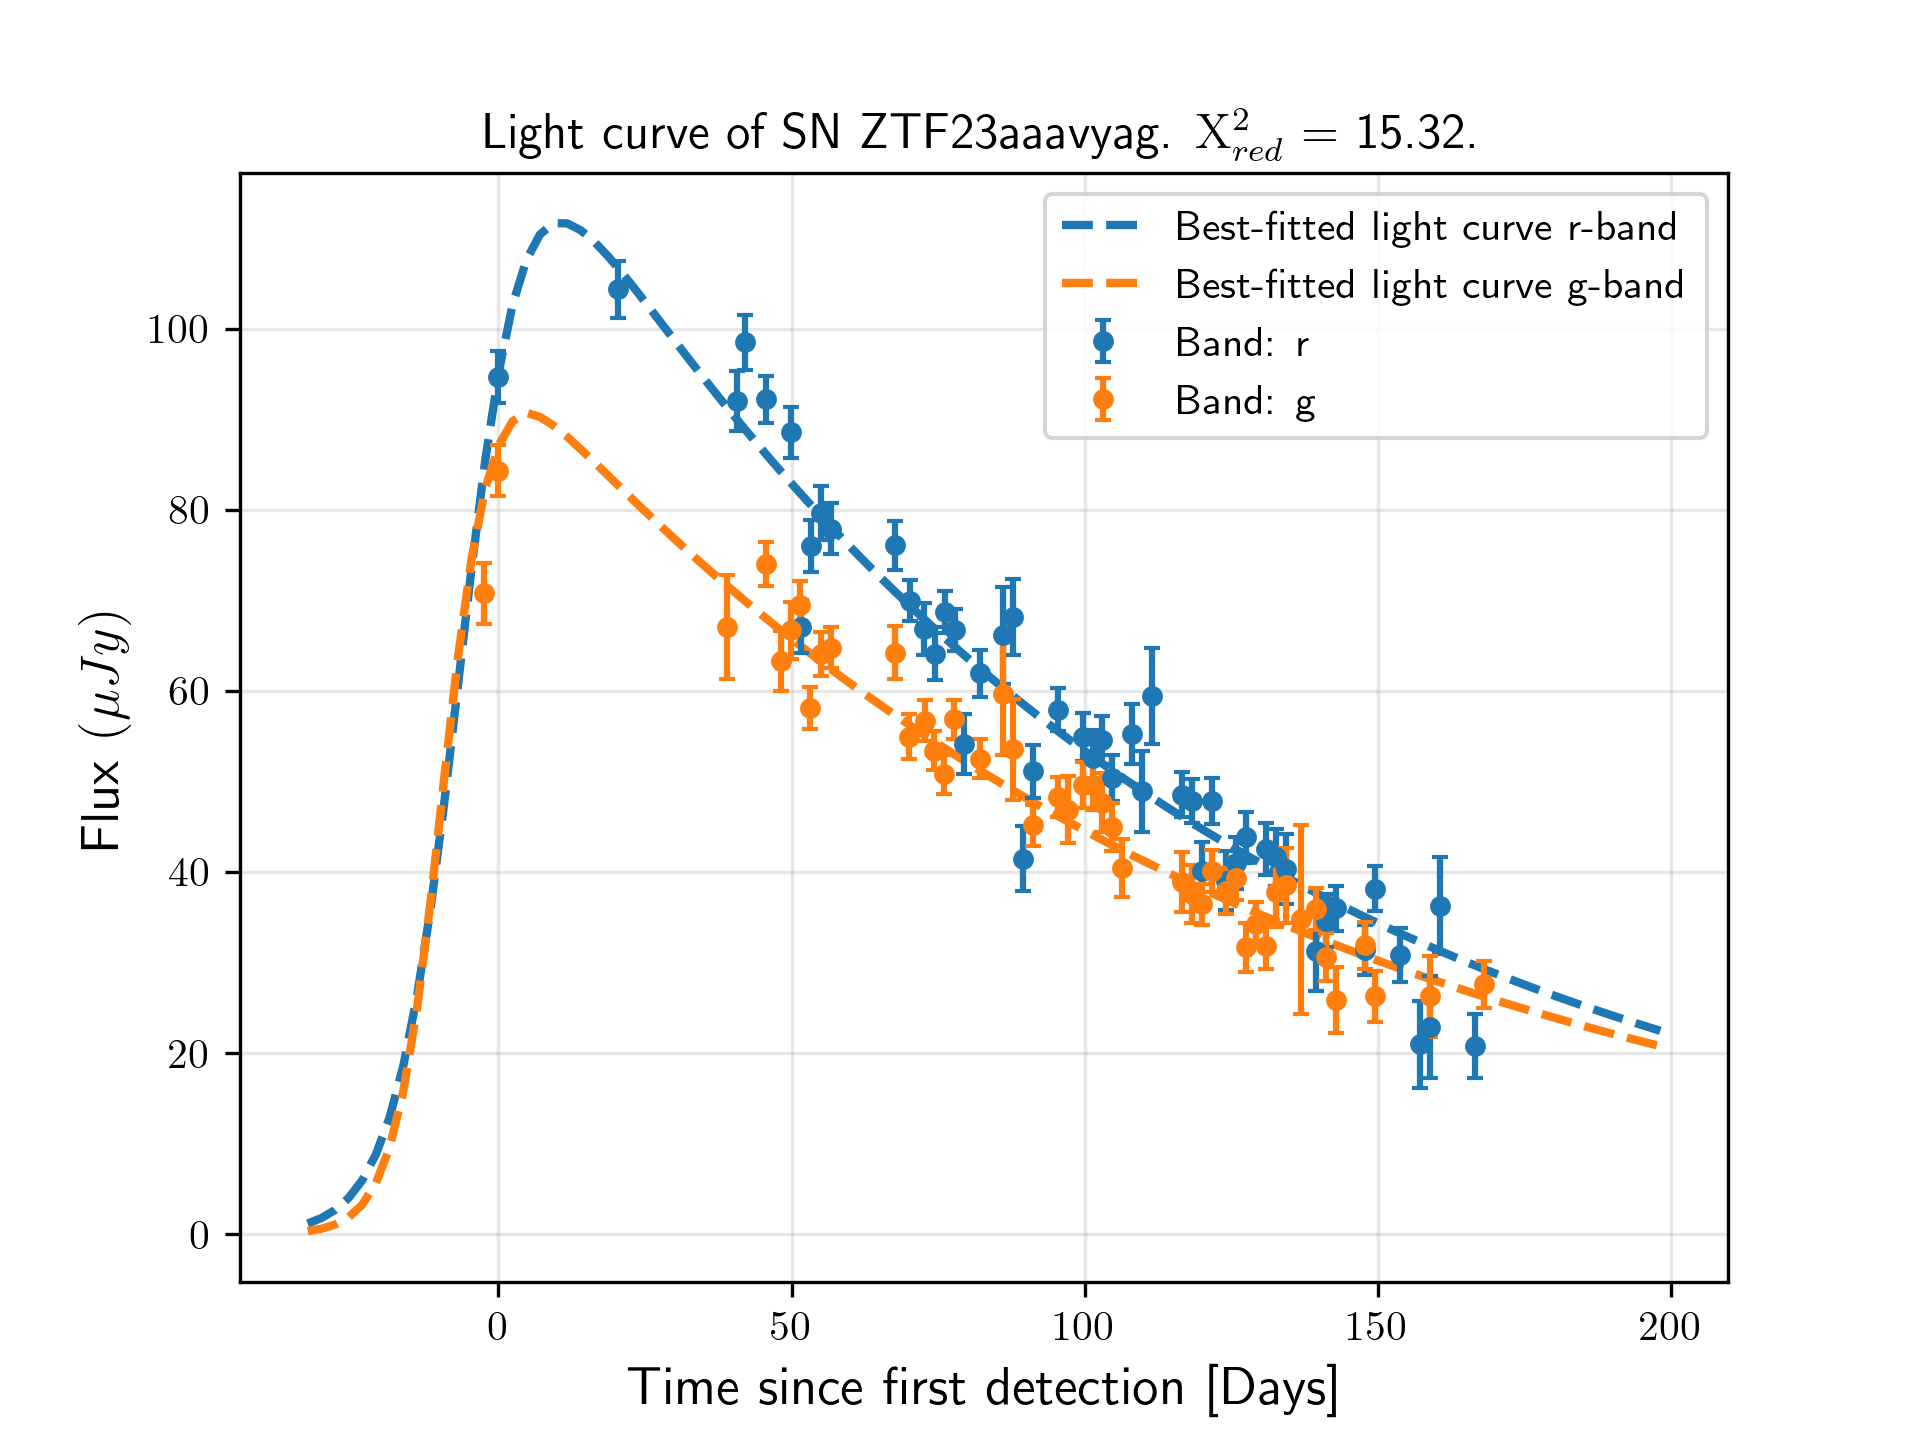 Light curve of SN ZTF23aaavyag. X²_red = 15.32.
Best-fitted light curve r-band
Best-fitted light curve g-band
Band: r
Band: g
Flux (μJy)
100
80
60
40
20
0
0 50 100 150 200
Time since first detection [Days]